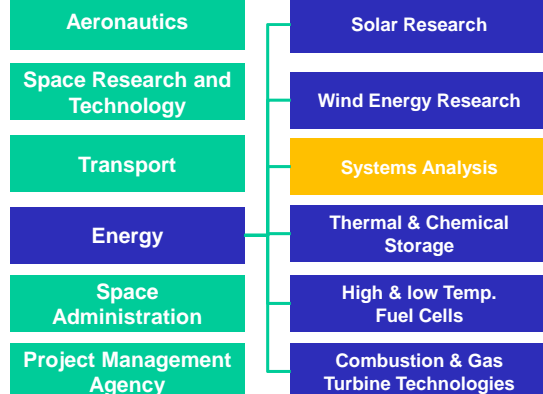 Aeronautics
Space Research and
Technology
Transport
Energy
Space
Administration
Project Management
Agency
Solar Research
Wind Energy Research
Systems Analysis
Thermal & Chemical
Storage
High & low Temp.
Fuel Cells
Combustion & Gas
Turbine Technologies